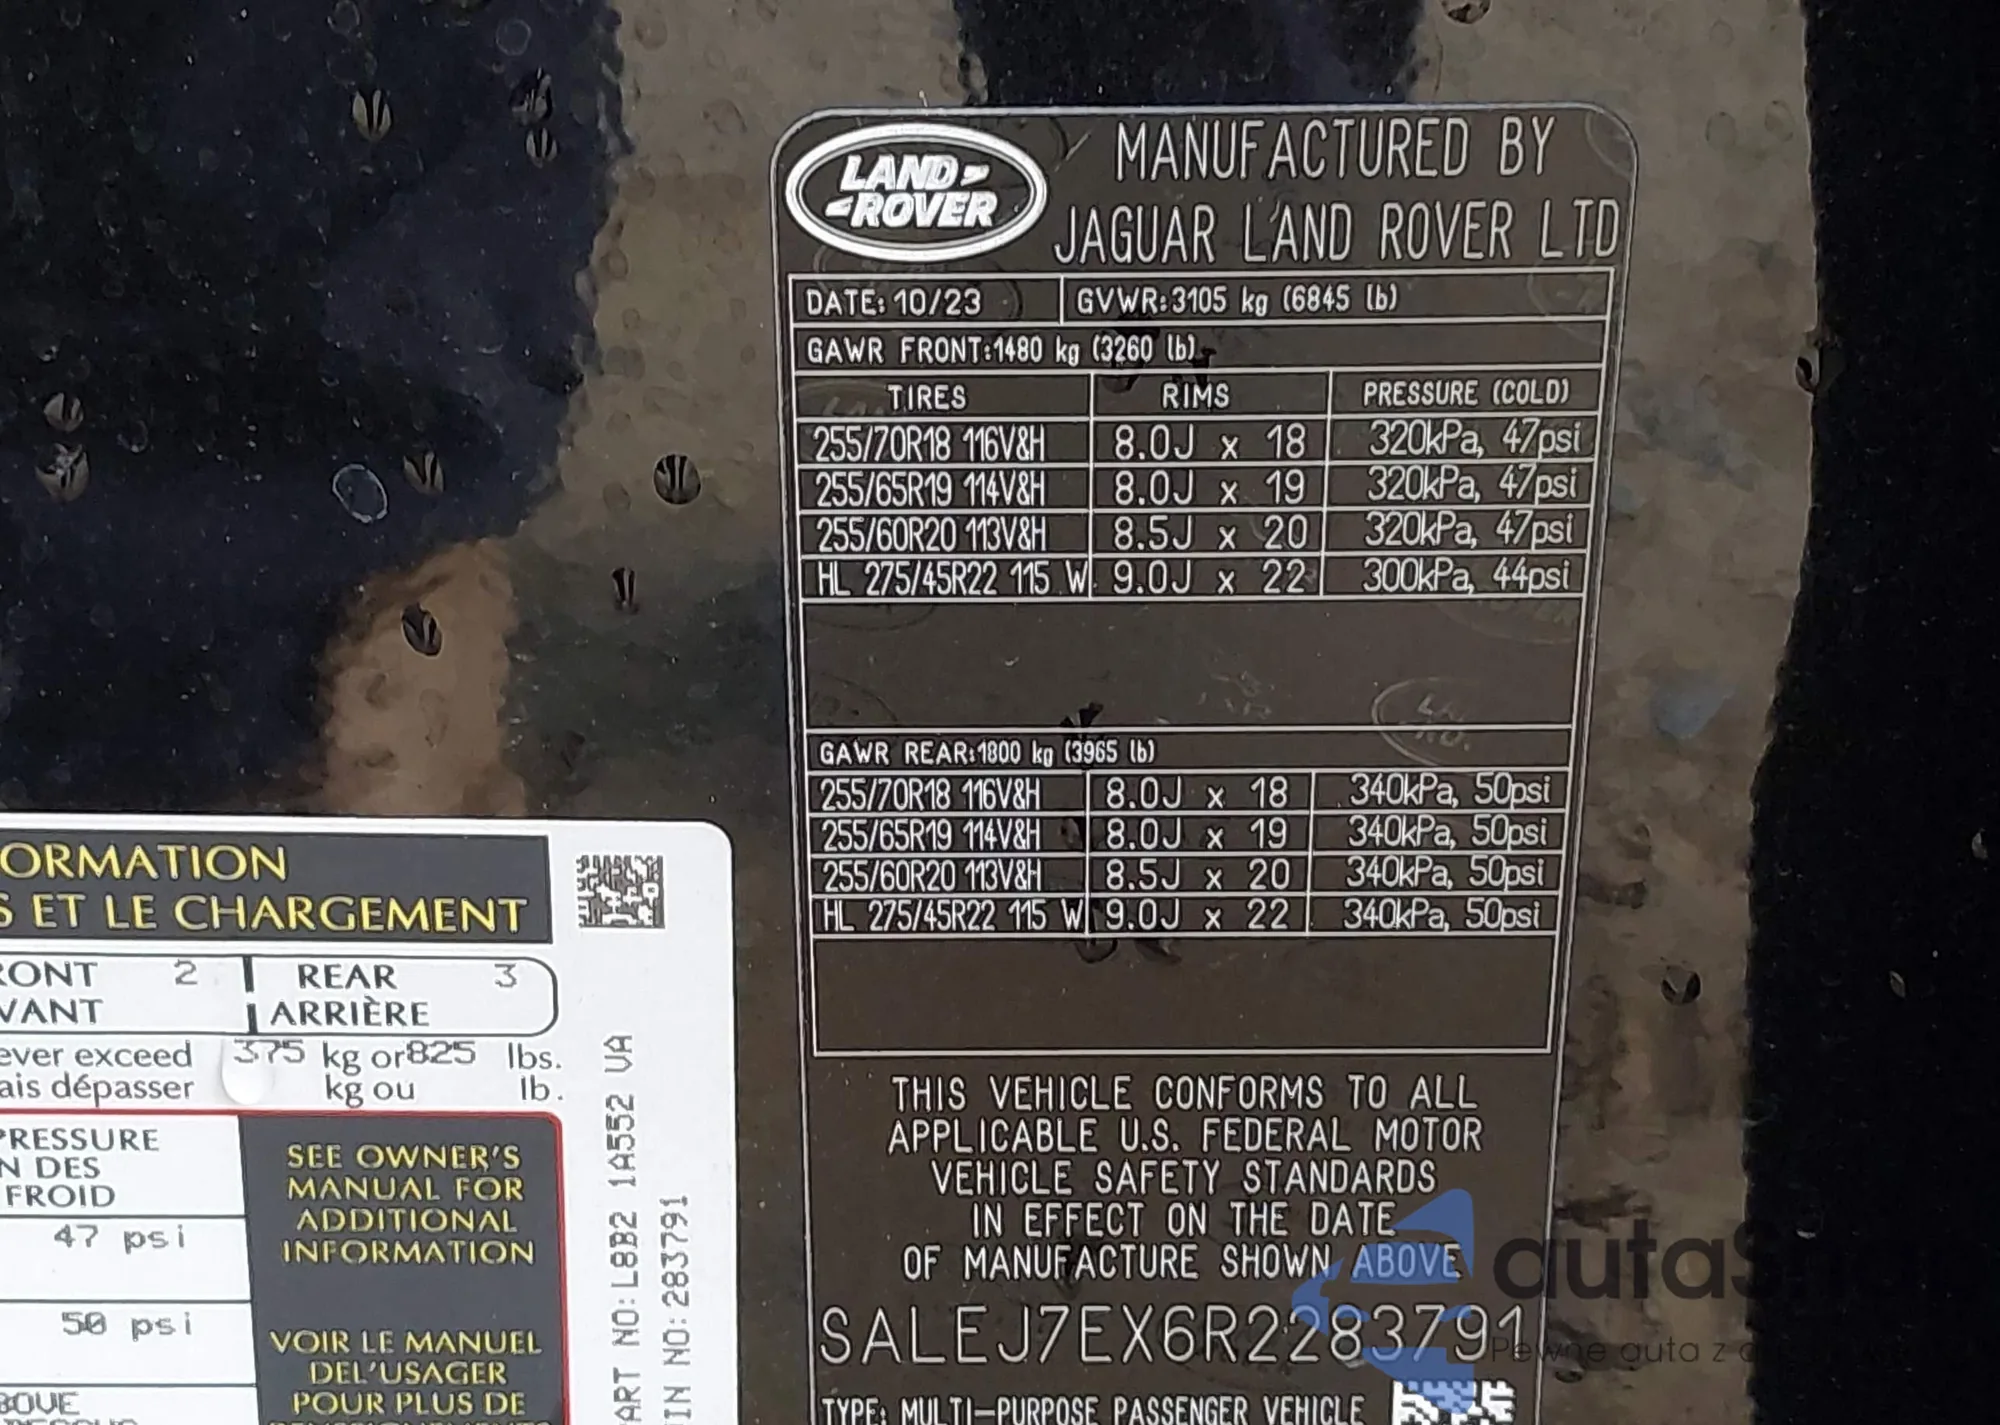 LAND ROVER
MANUFACTURED BY
JAGUAR LAND ROVER LTD
DATE: 10/23 GVWR: 3105 kg (6845 lb)
GAWR FRONT: 1480 kg (3260 lb)
TIRES RIMS PRESSURE (COLD)
255/70R18 116V&H 8.0J x 18 320kPa, 47psi
255/65R19 114V&H 8.0J x 19 320kPa, 47psi
255/60R20 113V&H 8.5J x 20 320kPa, 47psi
HL 275/45R22 115 W 9.0J x 22 300kPa, 44psi
GAWR REAR: 1800 kg (3965 lb)
255/70R18 116V&H 8.0J x 18 340kPa, 50psi
255/65R19 114V&H 8.0J x 19 340kPa, 50psi
255/60R20 113V&H 8.5J x 20 340kPa, 50psi
HL 275/45R22 115 W 9.0J x 22 340kPa, 50psi
THIS VEHICLE CONFORMS TO ALL
APPLICABLE U.S. FEDERAL MOTOR
VEHICLE SAFETY STANDARDS
IN EFFECT ON THE DATE
OF MANUFACTURE SHOWN ABOVE
SALEJ7EX6R2283791
TYPE: MULTI-PURPOSE PASSENGER VEHICLE
ORMATION
S ET LE CHARGEMENT
RONT 2 REAR 3
VANT ARRIÈRE
ever exceed 375 kg or 825 lbs.
ais dépasser kg ou lb.
PRESSURE
N DES
FROID
47 psi
50 psi
BOVE
SEE OWNER'S
MANUAL FOR
ADDITIONAL
INFORMATION
VOIR LE MANUEL
DEL'USAGER
POUR PLUS DE
PART NO: L8B2 1A552 VA
VIN NO: 283791
autaS
Pewne auta z